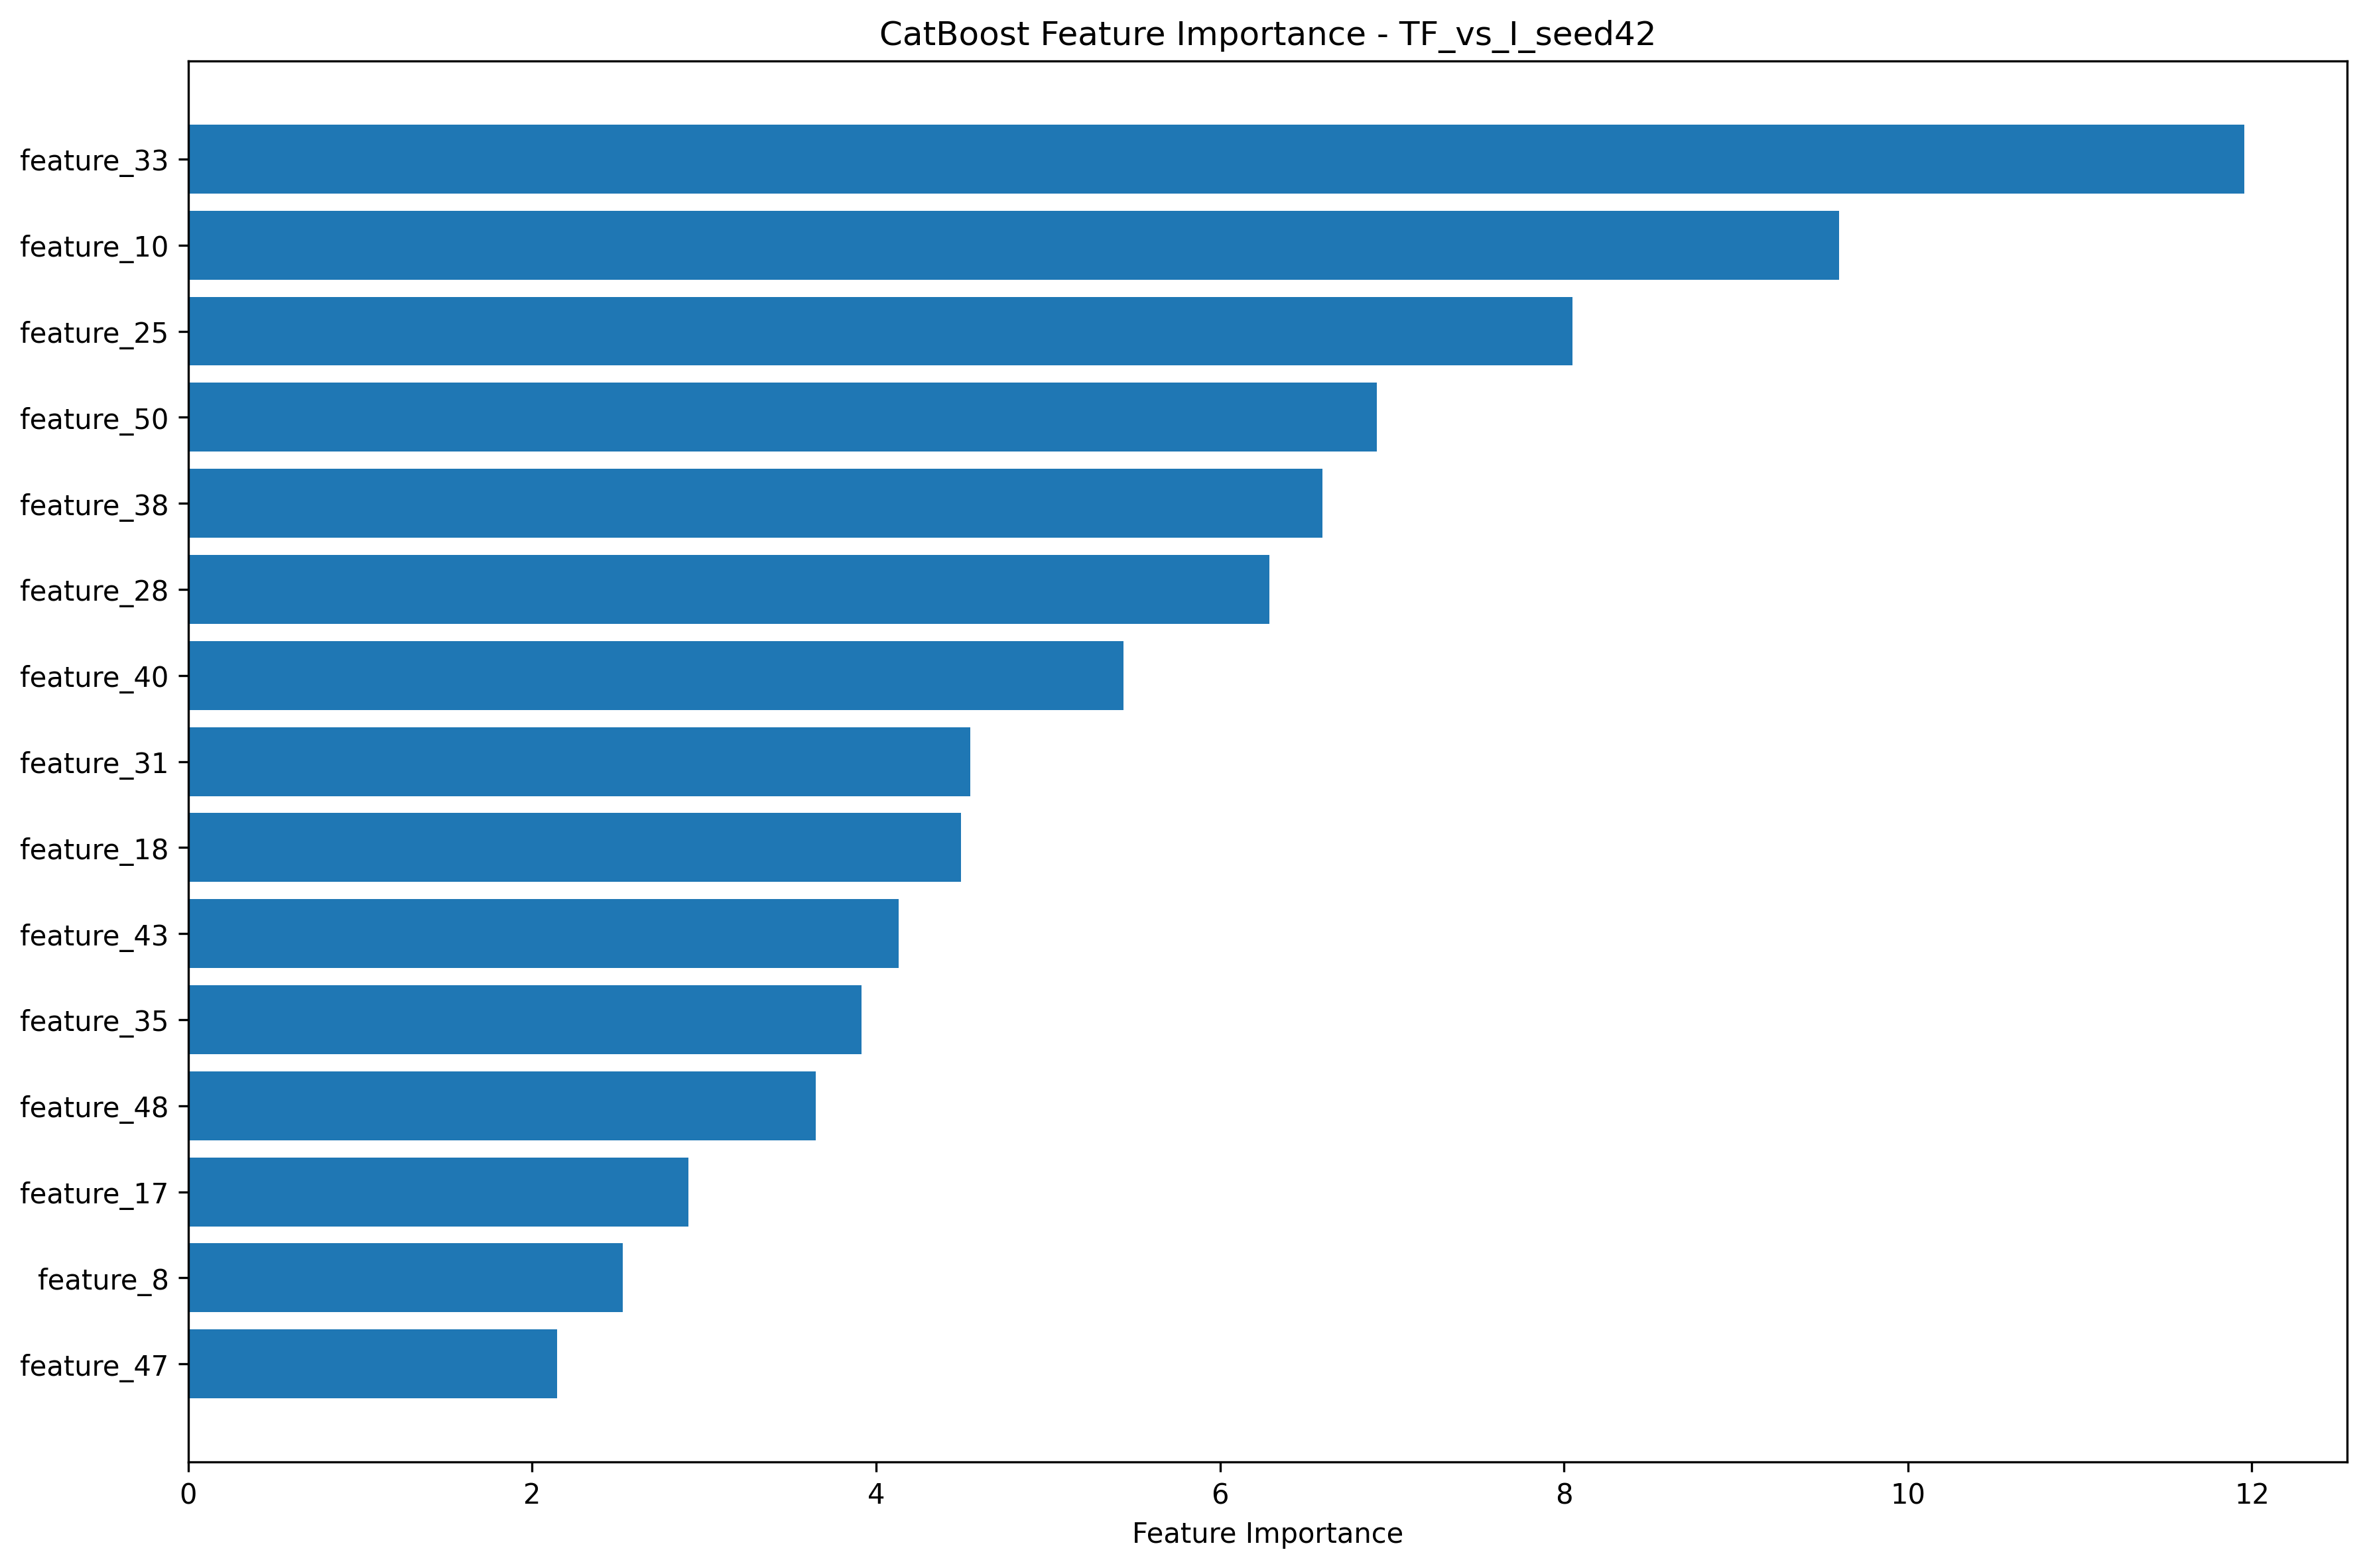 CatBoost Feature Importance - TF_vs_I_seed42
feature_33
feature_10
feature_25
feature_50
feature_38
feature_28
feature_40
feature_31
feature_18
feature_43
feature_35
feature_48
feature_17
feature_8
feature_47
0 2 4 6 8 10 12
Feature Importance